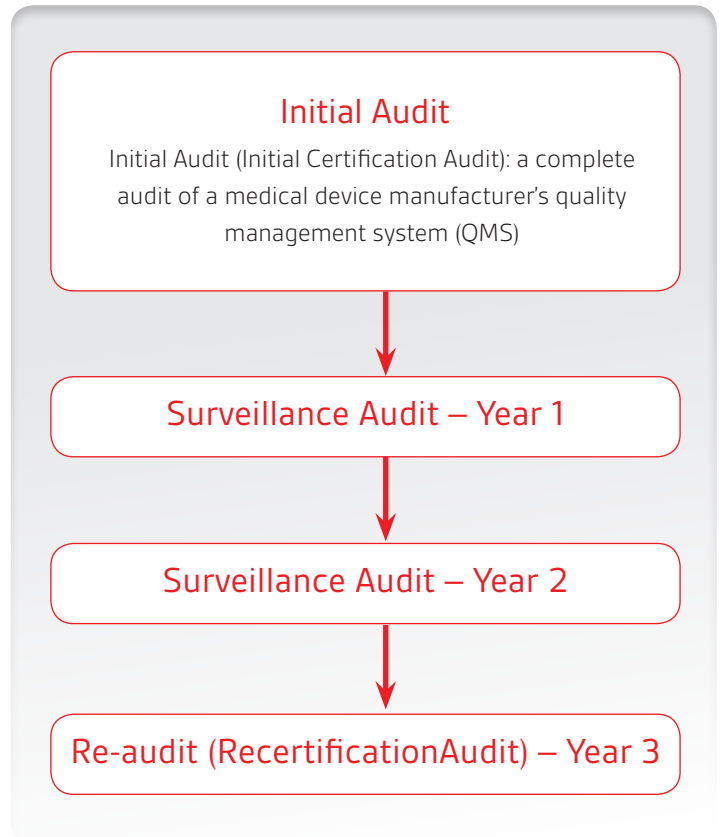 Initial Audit
Initial Audit (Initial Certification Audit): a complete
audit of a medical device manufacturer's quality
management system (QMS)
Surveillance Audit – Year 1
Surveillance Audit – Year 2
Re-audit (RecertificationAudit) – Year 3